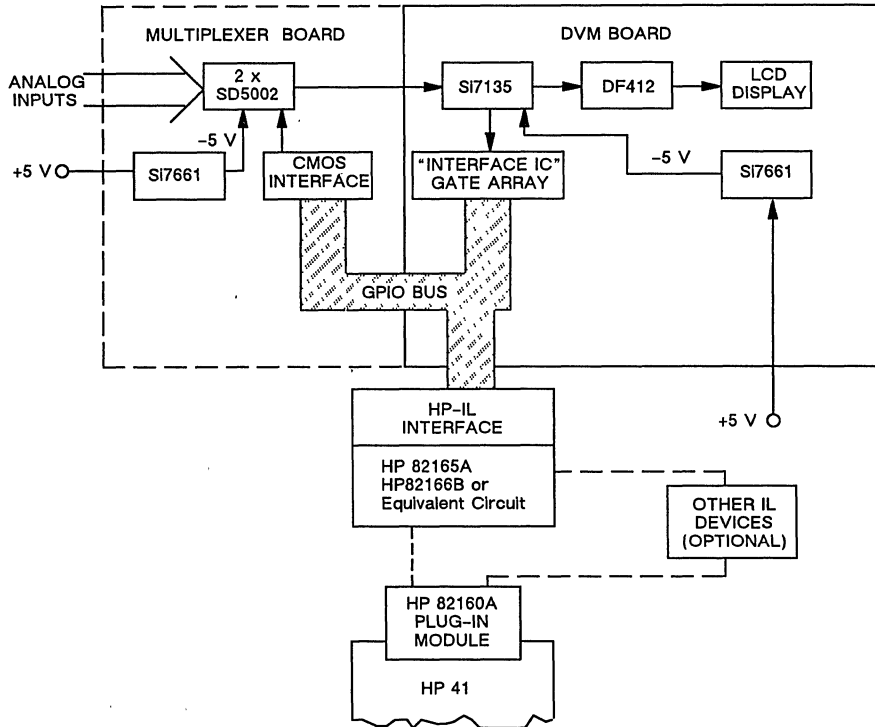 MULTIPLEXER BOARD
DVM BOARD
ANALOG
INPUTS
2 x
SD5002
SI7135
DF412
LCD
DISPLAY
–5 V
+5 V
SI7661
CMOS
INTERFACE
"INTERFACE IC"
GATE ARRAY
–5 V
SI7661
GPIO BUS
HP-IL
INTERFACE
+5 V
HP 82165A
HP82166B or
Equivalent Circuit
OTHER IL
DEVICES
(OPTIONAL)
HP 82160A
PLUG-IN
MODULE
HP 41